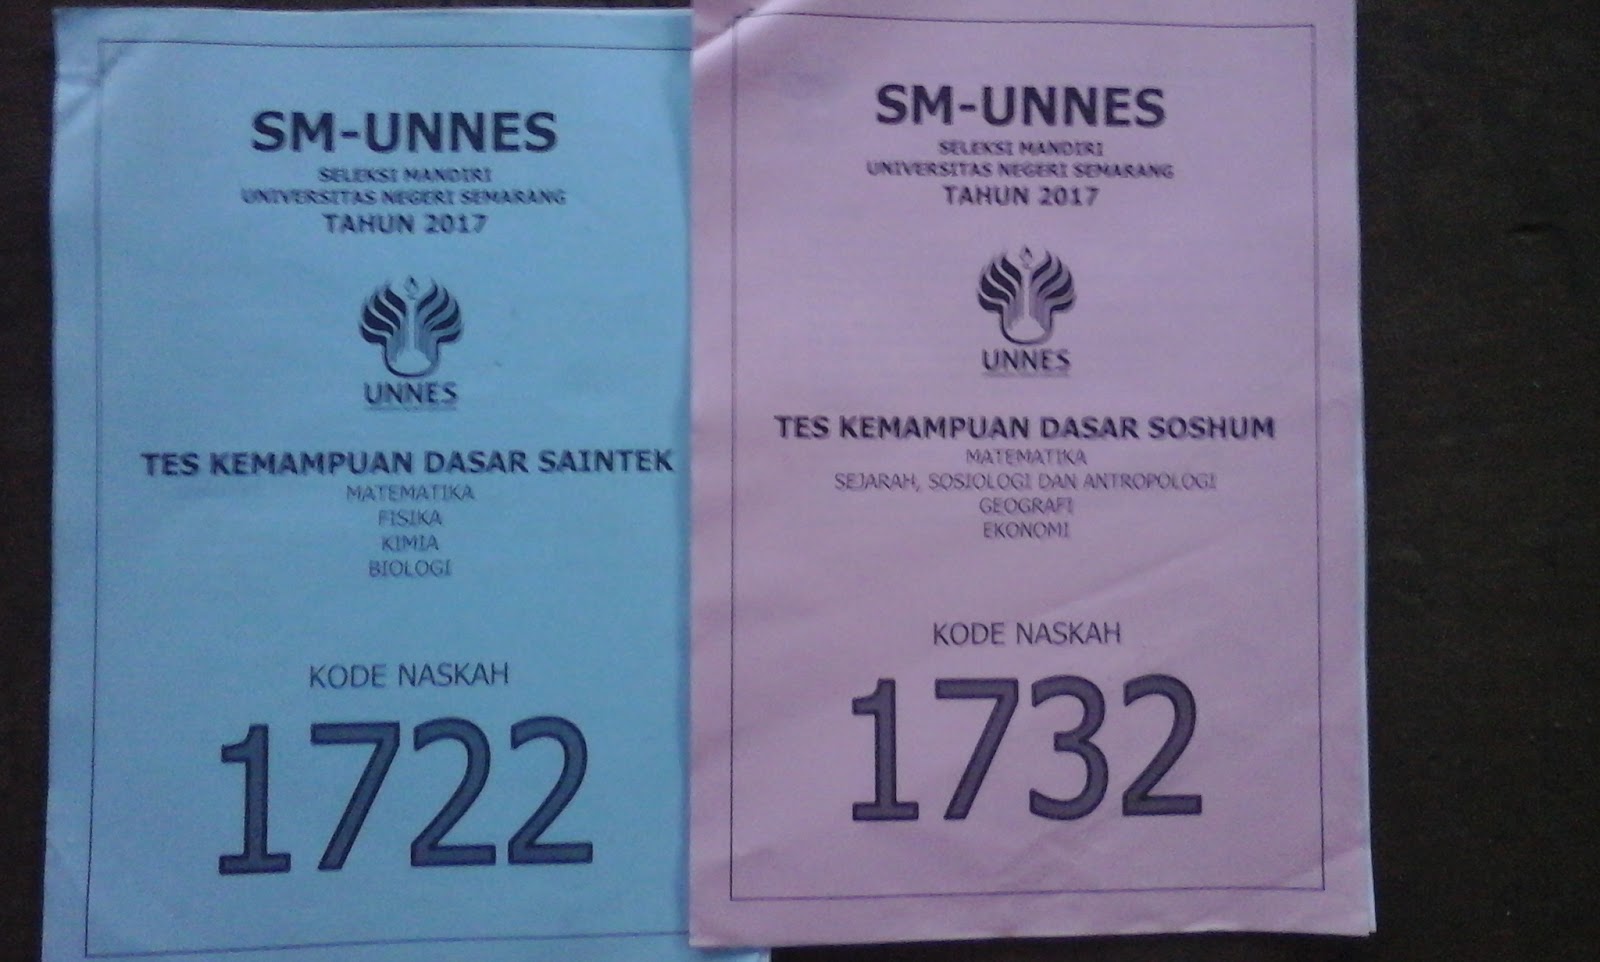 SM-UNNES
SELEKSI MANDIRI
UNIVERSITAS NEGERI SEMARANG
TAHUN 2017
UNNES
TES KEMAMPUAN DASAR SAINTEK
MATEMATIKA
FISIKA
KIMIA
BIOLOGI
KODE NASKAH
1722
SM-UNNES
SELEKSI MANDIRI
UNIVERSITAS NEGERI SEMARANG
TAHUN 2017
UNNES
TES KEMAMPUAN DASAR SOSHUM
MATEMATIKA
SEJARAH, SOSIOLOGI DAN ANTROPOLOGI
GEOGRAFI
EKONOMI
KODE NASKAH
1732